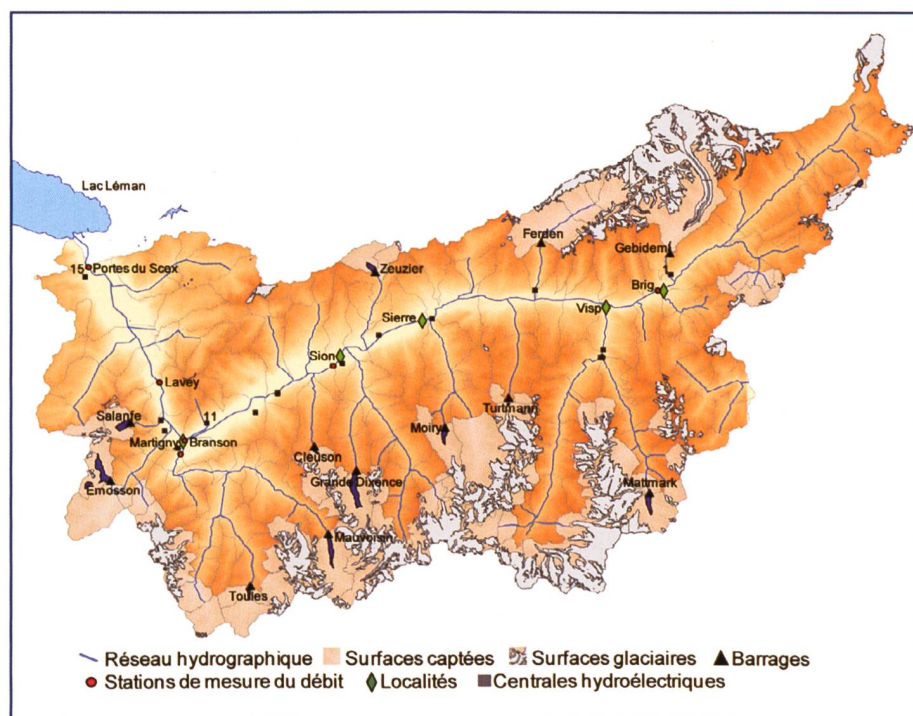 Lac Léman
Ferden
Gebidem
Zeuzier
15
Portes du Scex
Brig
Visp
Sierre
Sion
Lavey
Turtmann
Salanfe
11
Moiry
Martigny
Branson
Cleuson
Grande Dixence
Mattmark
Emosson
Mauvoisin
Toules
Réseau hydrographique Surfaces captées Surfaces glaciaires Barrages
Stations de mesure du débit Localités Centrales hydroélectriques